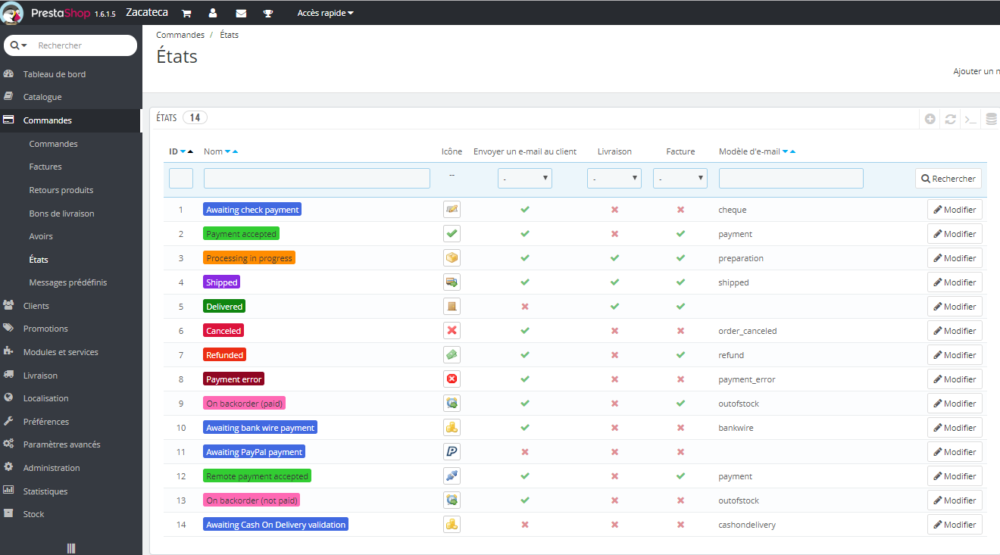 PrestaShop 1.6.1.5 Zacateca Accès rapide
Rechercher
Tableau de bord
Catalogue
Commandes
Commandes
Factures
Retours produits
Bons de livraison
Avoirs
États
Messages prédéfinis
Clients
Promotions
Modules et services
Livraison
Localisation
Préférences
Paramètres avancés
Administration
Statistiques
Stock
Commandes / États
États
Ajouter un n
ÉTATS 14
ID Nom Icône Envoyer un e-mail au client Livraison Facture Modèle d'e-mail
-- - - - Rechercher
1 Awaiting check payment cheque Modifier
2 Payment accepted payment Modifier
3 Processing in progress preparation Modifier
4 Shipped shipped Modifier
5 Delivered Modifier
6 Canceled order_canceled Modifier
7 Refunded refund Modifier
8 Payment error payment_error Modifier
9 On backorder (paid) outofstock Modifier
10 Awaiting bank wire payment bankwire Modifier
11 Awaiting PayPal payment Modifier
12 Remote payment accepted payment Modifier
13 On backorder (not paid) outofstock Modifier
14 Awaiting Cash On Delivery validation cashondelivery Modifier